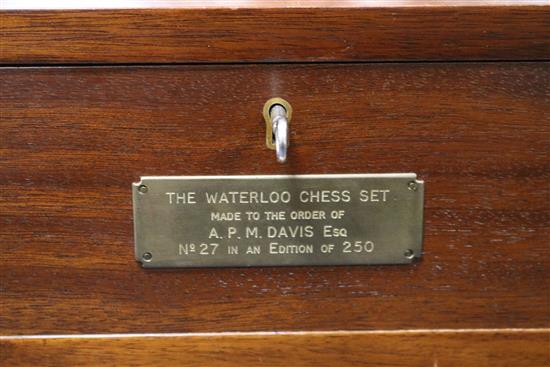 THE WATERLOO CHESS SET
MADE TO THE ORDER OF
A. P. M. DAVIS Esq
Nº 27 IN AN EDITION OF 250